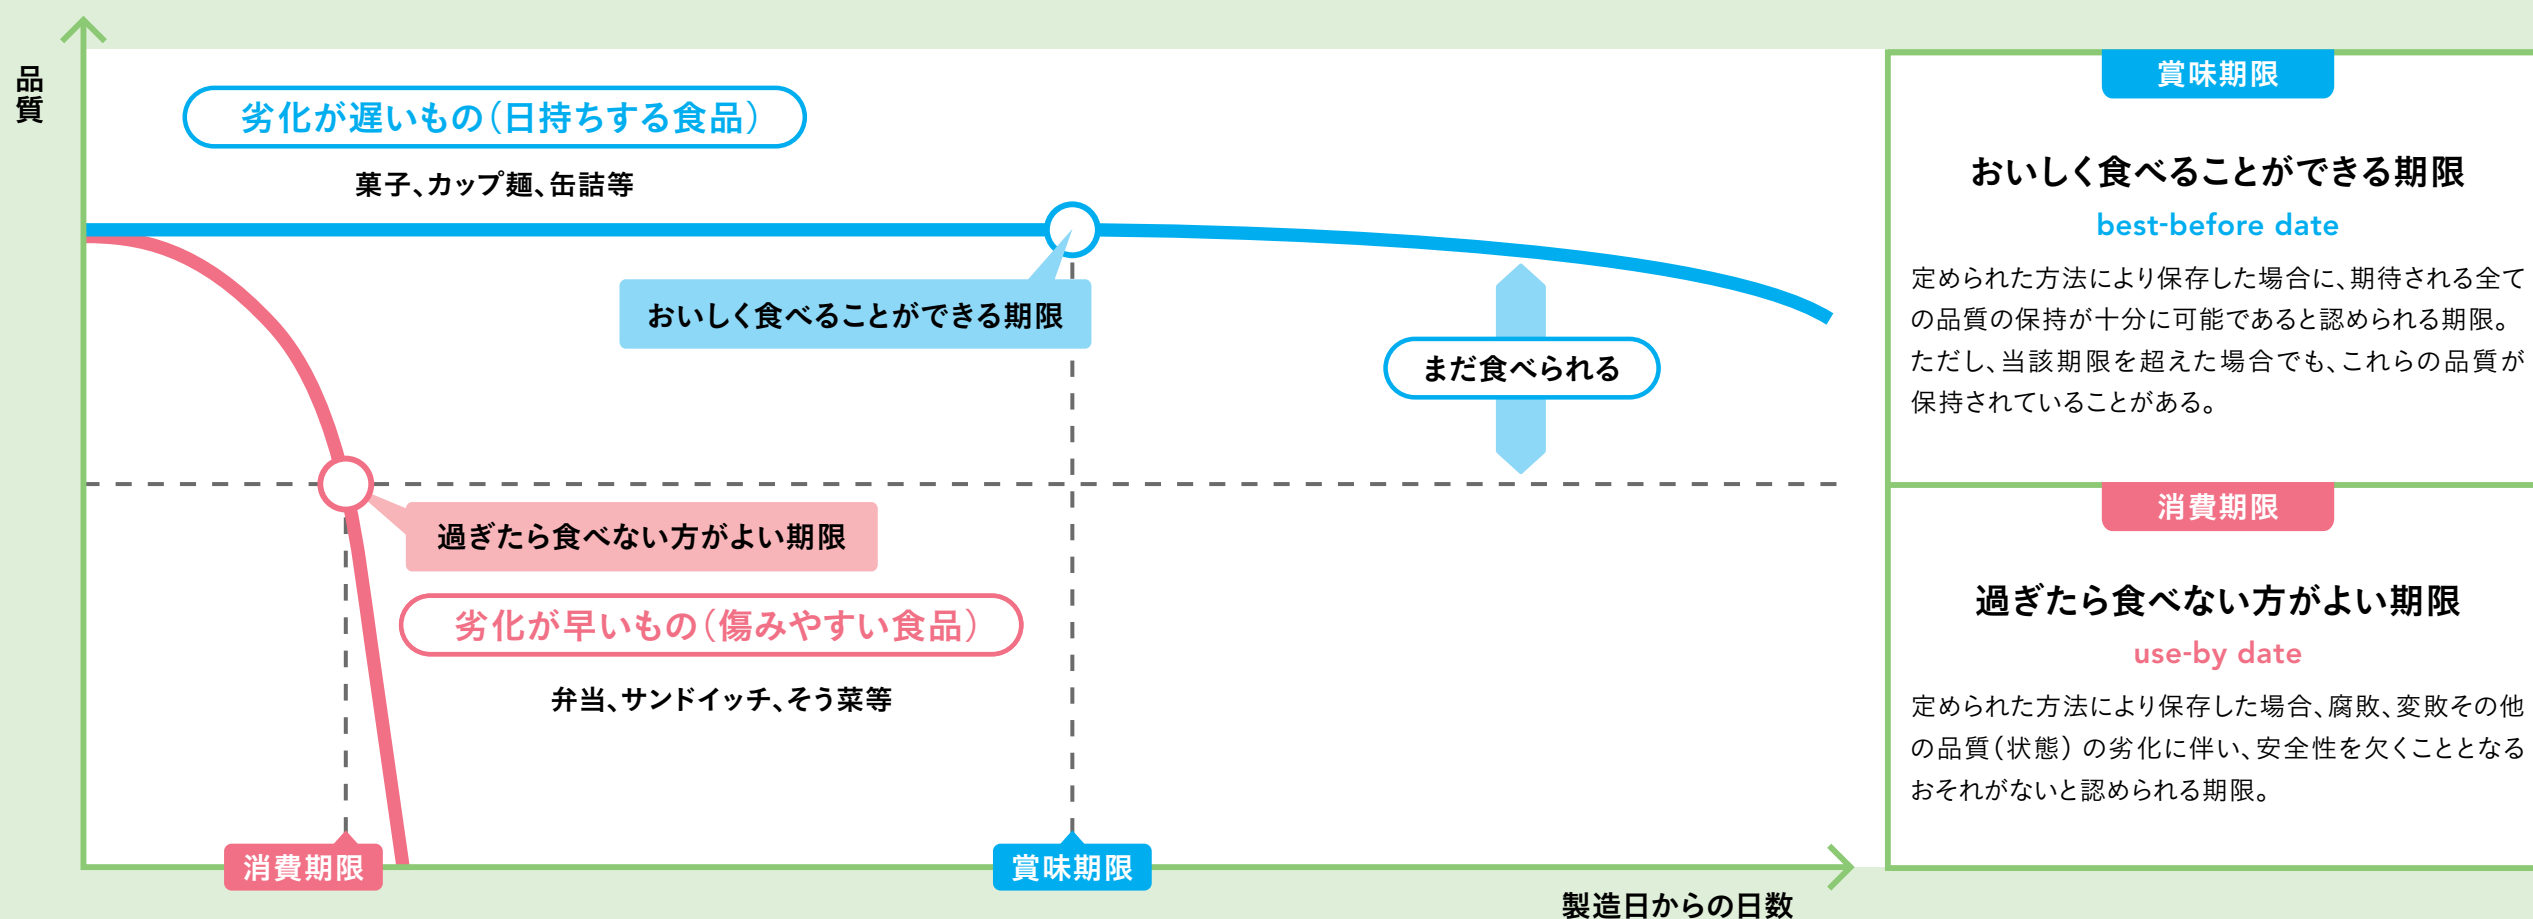 品質
劣化が遅いもの（日持ちする食品）
菓子、カップ麺、缶詰等
おいしく食べることができる期限
まだ食べられる
過ぎたら食べない方がよい期限
劣化が早いもの（傷みやすい食品）
弁当、サンドイッチ、そう菜等
消費期限
賞味期限
製造日からの日数
賞味期限
おいしく食べることができる期限
best-before date
定められた方法により保存した場合に、期待される全て
の品質の保持が十分に可能であると認められる期限。
ただし、当該期限を超えた場合でも、これらの品質が
保持されていることがある。
消費期限
過ぎたら食べない方がよい期限
use-by date
定められた方法により保存した場合、腐敗、変敗その他
の品質（状態）の劣化に伴い、安全性を欠くこととなる
おそれがないと認められる期限。